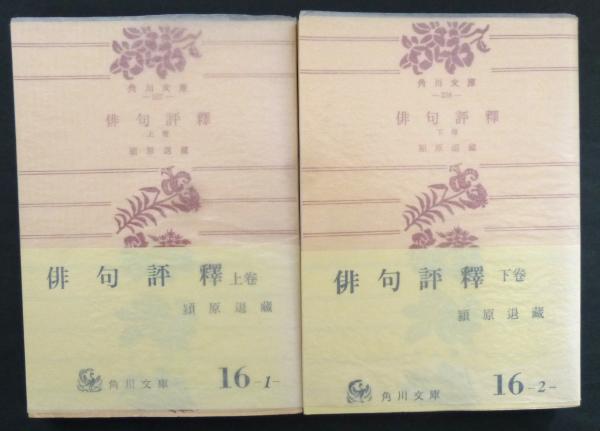 角川文庫
俳句評釋
上卷
潁原退藏
俳句評釋 上卷
潁原退藏
角川文庫
16-1-
角川文庫
俳句評釋
下卷
潁原退藏
俳句評釋 下卷
潁原退藏
角川文庫
16-2-